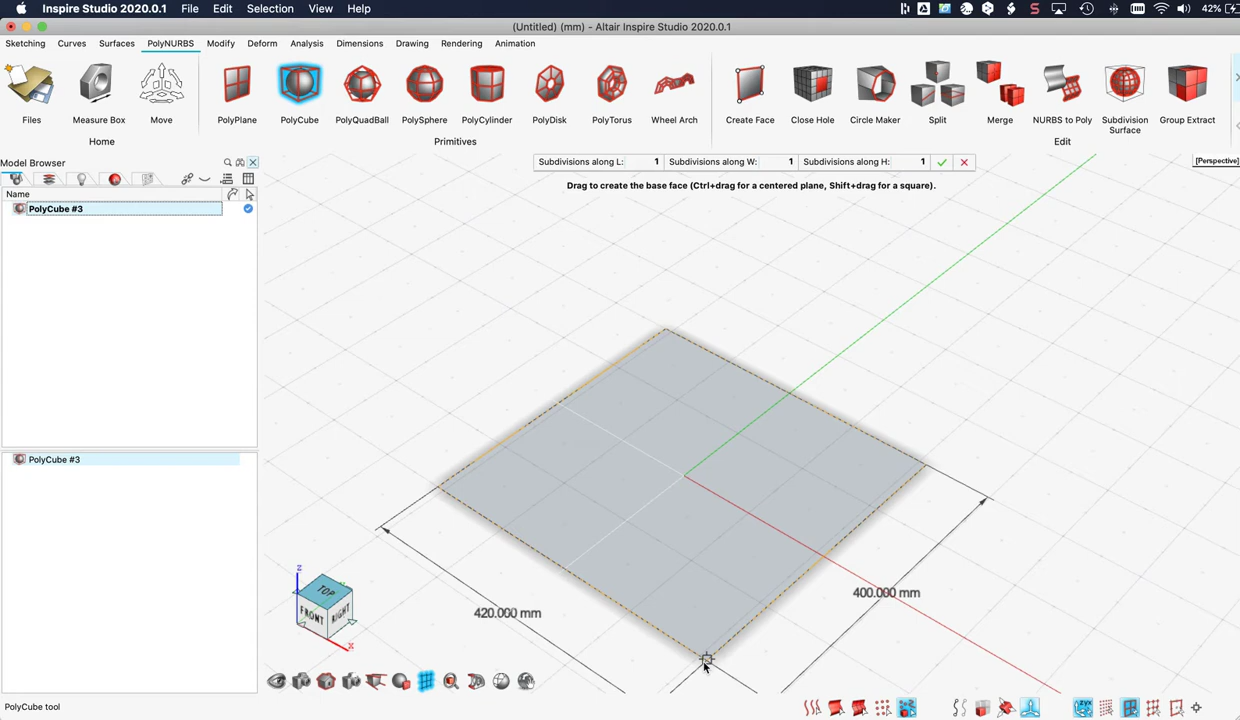 Inspire Studio 2020.0.1 File Edit Selection View Help S 42%
(Untitled) (mm) - Altair Inspire Studio 2020.0.1
Sketching Curves Surfaces PolyNURBS Modify Deform Analysis Dimensions Drawing Rendering Animation
Files Measure Box Move PolyPlane PolyCube PolyQuadBall PolySphere PolyCylinder PolyDisk PolyTorus Wheel Arch Create Face Close Hole Circle Maker Split Merge NURBS to Poly Subdivision Surface Group Extract
Home Primitives Edit
Model Browser
Subdivisions along L: 1 Subdivisions along W: 1 Subdivisions along H: 1
[Perspective]
Drag to create the base face (Ctrl+drag for a centered plane, Shift+drag for a square).
Name
PolyCube #3
PolyCube #3
Z
TOP
FRONT
RIGHT
X
420.000 mm
400.000 mm
PolyCube tool